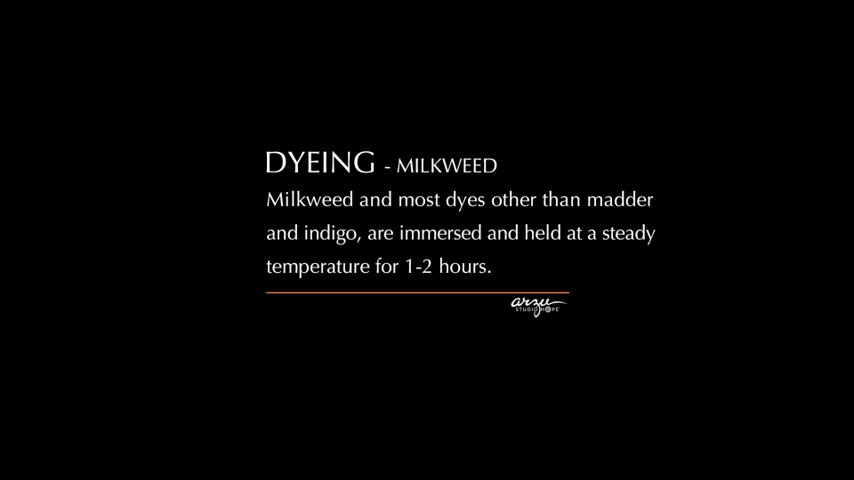 DYEING - MILKWEED
Milkweed and most dyes other than madder
and indigo, are immersed and held at a steady
temperature for 1-2 hours.
arzu
STUDIO HOPE